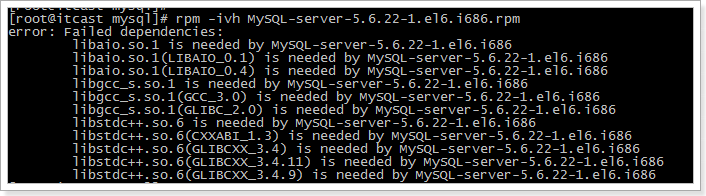 [root@itcast mysql]#
[root@itcast mysql]# rpm -ivh MySQL-server-5.6.22-1.el6.i686.rpm
error: Failed dependencies:
libaio.so.1 is needed by MySQL-server-5.6.22-1.el6.i686
libaio.so.1(LIBAIO_0.1) is needed by MySQL-server-5.6.22-1.el6.i686
libaio.so.1(LIBAIO_0.4) is needed by MySQL-server-5.6.22-1.el6.i686
libgcc_s.so.1 is needed by MySQL-server-5.6.22-1.el6.i686
libgcc_s.so.1(GCC_3.0) is needed by MySQL-server-5.6.22-1.el6.i686
libgcc_s.so.1(GLIBC_2.0) is needed by MySQL-server-5.6.22-1.el6.i686
libstdc++.so.6 is needed by MySQL-server-5.6.22-1.el6.i686
libstdc++.so.6(CXXABI_1.3) is needed by MySQL-server-5.6.22-1.el6.i686
libstdc++.so.6(GLIBCXX_3.4) is needed by MySQL-server-5.6.22-1.el6.i686
libstdc++.so.6(GLIBCXX_3.4.11) is needed by MySQL-server-5.6.22-1.el6.i686
libstdc++.so.6(GLIBCXX_3.4.9) is needed by MySQL-server-5.6.22-1.el6.i686